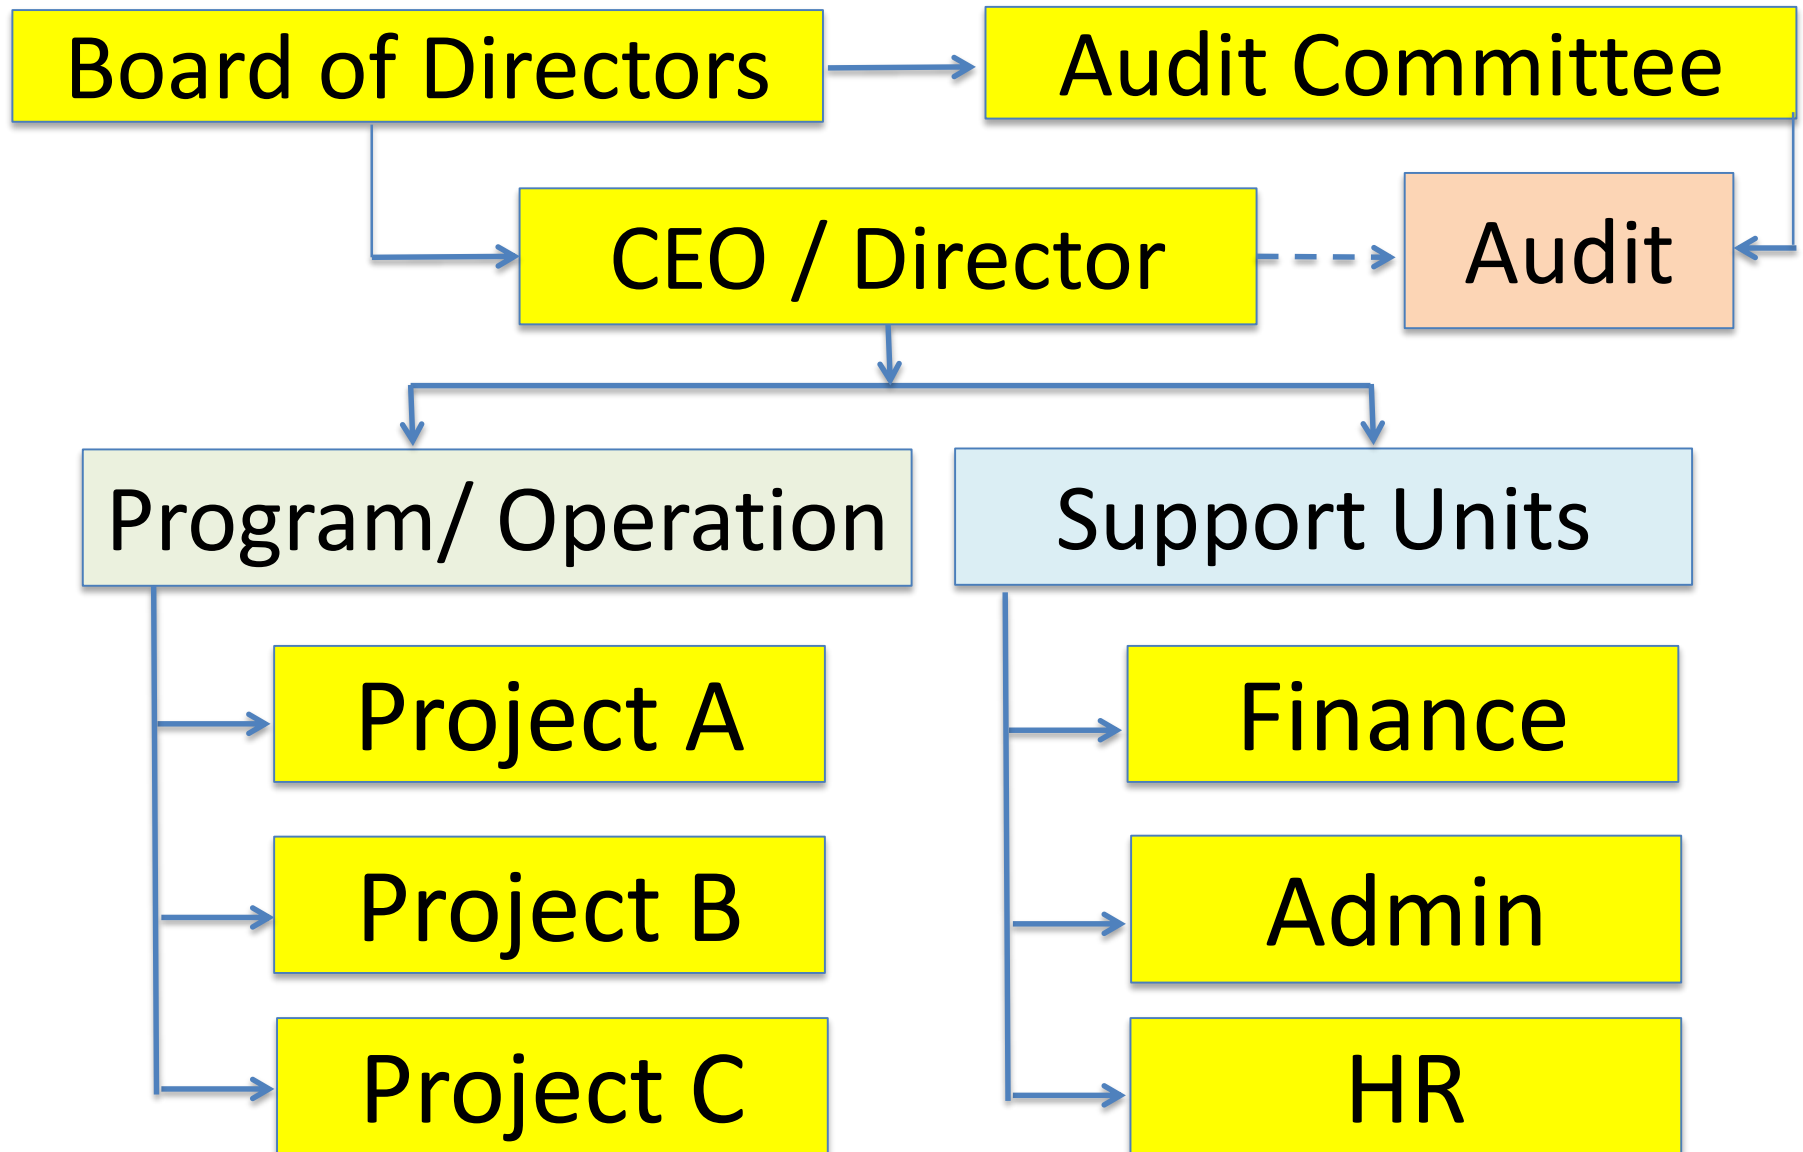 Board of Directors
Audit Committee
CEO / Director
Audit
Program/ Operation
Support Units
Project A
Finance
Project B
Admin
Project C
HR